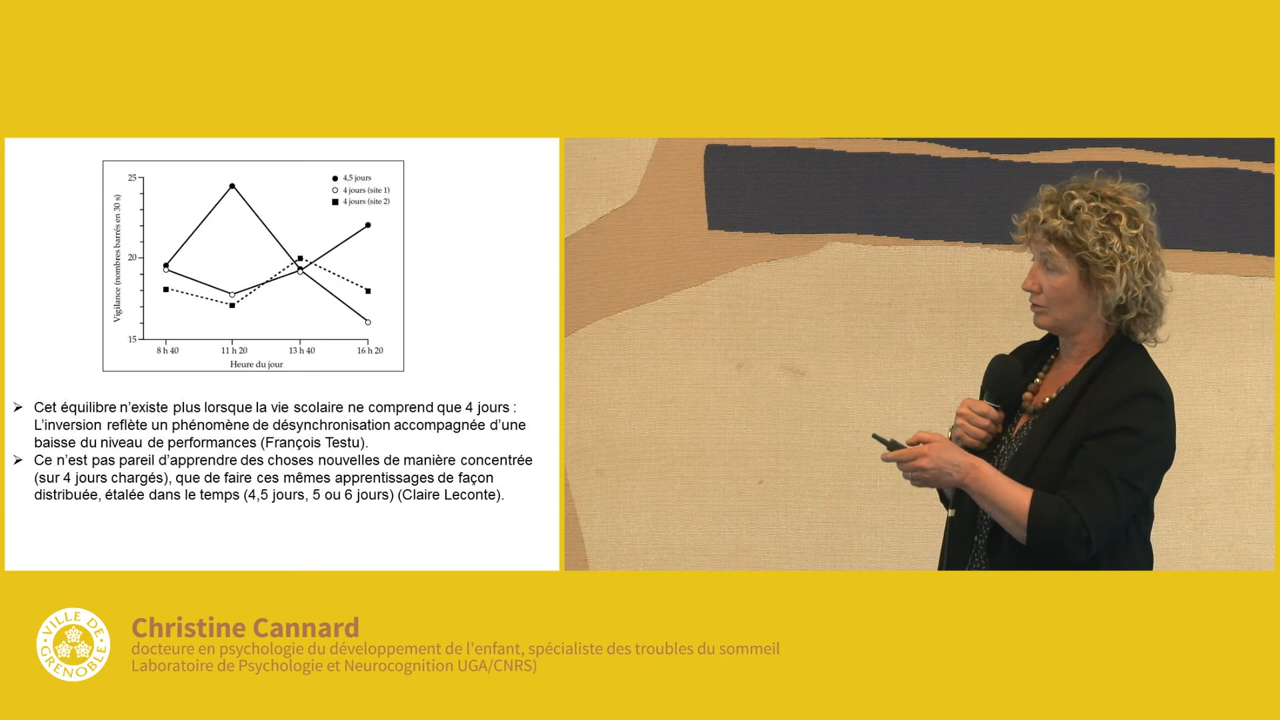 25
20
15
Vigilance (nombres barrés en 30 s)
4,5 jours
4 jours (site 1)
4 jours (site 2)
8 h 40 11 h 20 13 h 40 16 h 20
Heure du jour
➢ Cet équilibre n’existe plus lorsque la vie scolaire ne comprend que 4 jours :
L’inversion reflète un phénomène de désynchronisation accompagnée d’une
baisse du niveau de performances (François Testu).
➢ Ce n’est pas pareil d’apprendre des choses nouvelles de manière concentrée
(sur 4 jours chargés), que de faire ces mêmes apprentissages de façon
distribuée, étalée dans le temps (4,5 jours, 5 ou 6 jours) (Claire Leconte).
VILLE DE
GRENOBLE
Christine Cannard
docteure en psychologie du développement de l'enfant, spécialiste des troubles du sommeil
Laboratoire de Psychologie et Neurocognition UGA/CNRS)